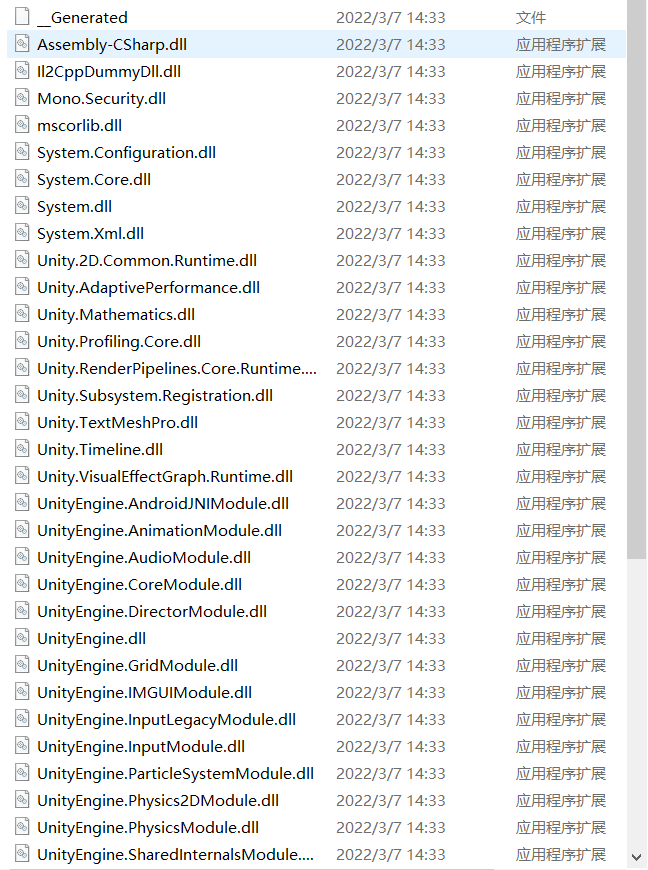 __Generated 2022/3/7 14:33 文件
Assembly-CSharp.dll 2022/3/7 14:33 应用程序扩展
Il2CppDummyDll.dll 2022/3/7 14:33 应用程序扩展
Mono.Security.dll 2022/3/7 14:33 应用程序扩展
mscorlib.dll 2022/3/7 14:33 应用程序扩展
System.Configuration.dll 2022/3/7 14:33 应用程序扩展
System.Core.dll 2022/3/7 14:33 应用程序扩展
System.dll 2022/3/7 14:33 应用程序扩展
System.Xml.dll 2022/3/7 14:33 应用程序扩展
Unity.2D.Common.Runtime.dll 2022/3/7 14:33 应用程序扩展
Unity.AdaptivePerformance.dll 2022/3/7 14:33 应用程序扩展
Unity.Mathematics.dll 2022/3/7 14:33 应用程序扩展
Unity.Profiling.Core.dll 2022/3/7 14:33 应用程序扩展
Unity.RenderPipelines.Core.Runtime.... 2022/3/7 14:33 应用程序扩展
Unity.Subsystem.Registration.dll 2022/3/7 14:33 应用程序扩展
Unity.TextMeshPro.dll 2022/3/7 14:33 应用程序扩展
Unity.Timeline.dll 2022/3/7 14:33 应用程序扩展
Unity.VisualEffectGraph.Runtime.dll 2022/3/7 14:33 应用程序扩展
UnityEngine.AndroidJNIModule.dll 2022/3/7 14:33 应用程序扩展
UnityEngine.AnimationModule.dll 2022/3/7 14:33 应用程序扩展
UnityEngine.AudioModule.dll 2022/3/7 14:33 应用程序扩展
UnityEngine.CoreModule.dll 2022/3/7 14:33 应用程序扩展
UnityEngine.DirectorModule.dll 2022/3/7 14:33 应用程序扩展
UnityEngine.dll 2022/3/7 14:33 应用程序扩展
UnityEngine.GridModule.dll 2022/3/7 14:33 应用程序扩展
UnityEngine.IMGUIModule.dll 2022/3/7 14:33 应用程序扩展
UnityEngine.InputLegacyModule.dll 2022/3/7 14:33 应用程序扩展
UnityEngine.InputModule.dll 2022/3/7 14:33 应用程序扩展
UnityEngine.ParticleSystemModule.dll 2022/3/7 14:33 应用程序扩展
UnityEngine.Physics2DModule.dll 2022/3/7 14:33 应用程序扩展
UnityEngine.PhysicsModule.dll 2022/3/7 14:33 应用程序扩展
UnityEngine.SharedInternalsModule.... 2022/3/7 14:33 应用程序扩展